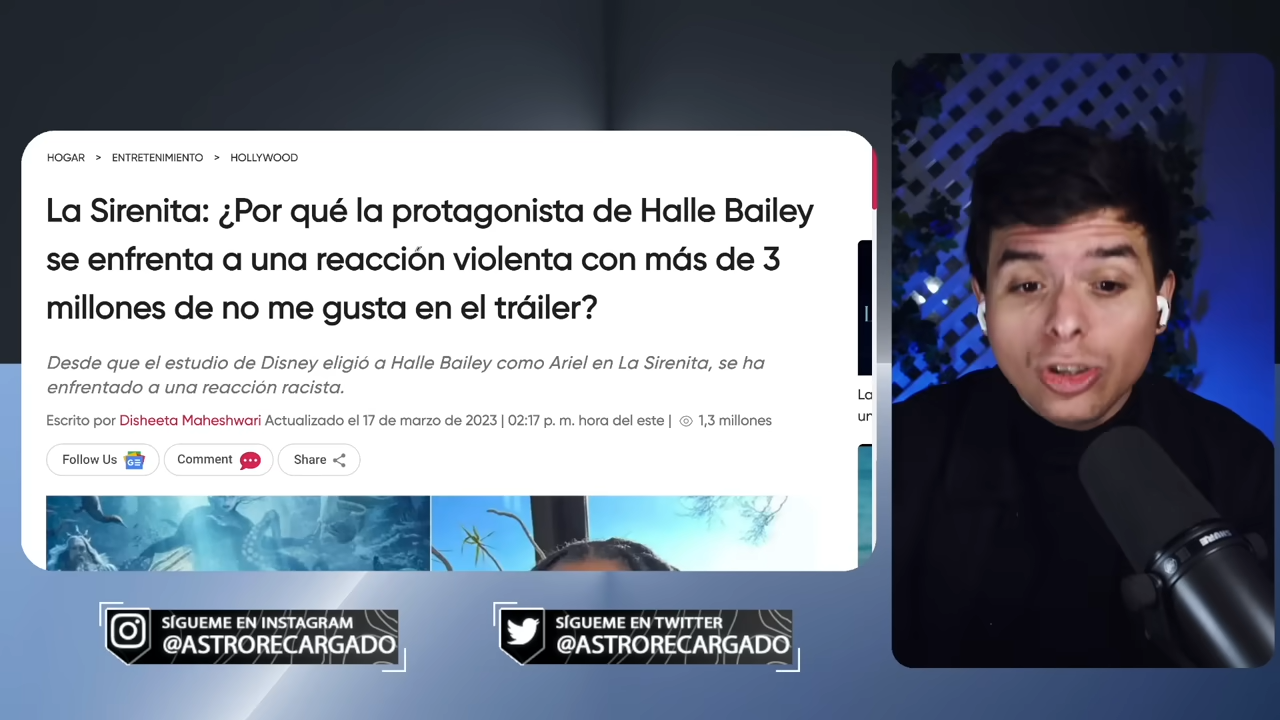 HOGAR > ENTRETENIMIENTO > HOLLYWOOD
La Sirenita: ¿Por qué la protagonista de Halle Bailey
se enfrenta a una reacción violenta con más de 3
millones de no me gusta en el tráiler?
Desde que el estudio de Disney eligió a Halle Bailey como Ariel en La Sirenita, se ha
enfrentado a una reacción racista.
Escrito por Disheeta Maheshwari Actualizado el 17 de marzo de 2023 | 02:17 p. m. hora del este | 1,3 millones
Follow Us GE Comment Share
La
un
SÍGUEME EN INSTAGRAM
@ASTRORECARGADO
SÍGUEME EN TWITTER
@ASTRORECARGADO
SHURE